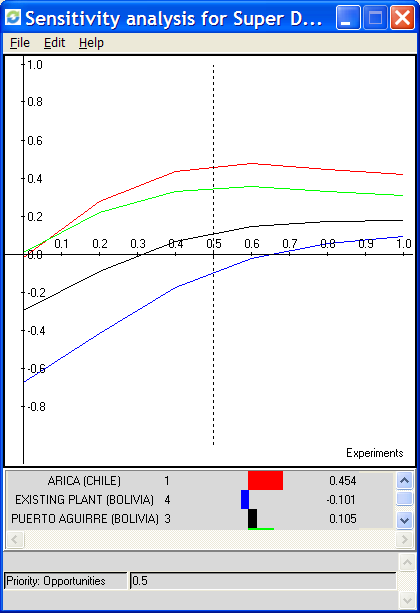 Sensitivity analysis for Super D...
File Edit Help
1.0
0.8
0.6
0.4
0.2
0.1 0.2 0.3 0.4 0.5 0.6 0.7 0.8 0.9 1.0
0.0
-0.2
-0.4
-0.6
-0.8
Experiments
ARICA (CHILE) 1 0.454
EXISTING PLANT (BOLIVIA) 4 -0.101
PUERTO AGUIRRE (BOLIVIA) 3 0.105
Priority: Opportunities 0.5